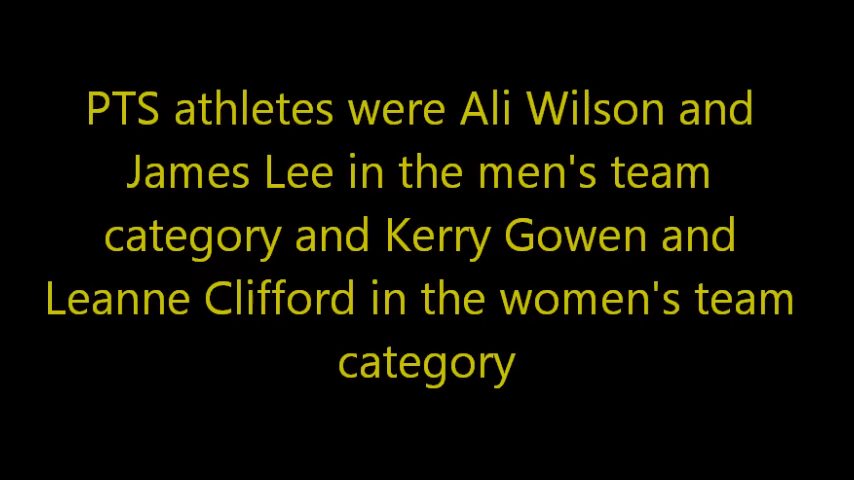 PTS athletes were Ali Wilson and
James Lee in the men's team
category and Kerry Gowen and
Leanne Clifford in the women's team
category